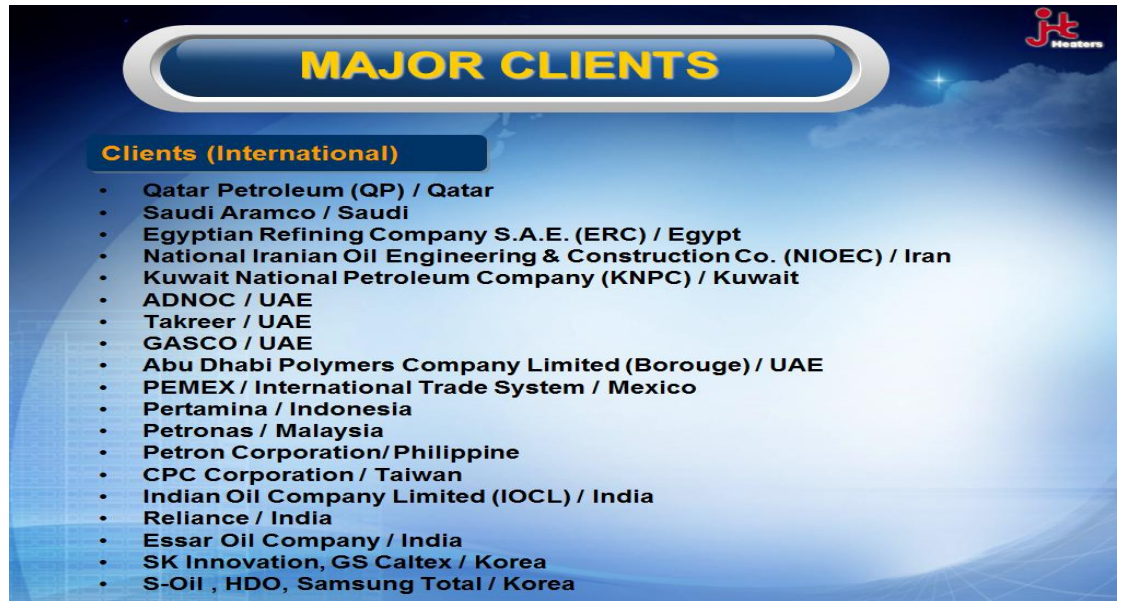 jt
Heaters
MAJOR CLIENTS
Clients (International)
• Qatar Petroleum (QP) / Qatar
• Saudi Aramco / Saudi
• Egyptian Refining Company S.A.E. (ERC) / Egypt
• National Iranian Oil Engineering & Construction Co. (NIOEC) / Iran
• Kuwait National Petroleum Company (KNPC) / Kuwait
• ADNOC / UAE
• Takreer / UAE
• GASCO / UAE
• Abu Dhabi Polymers Company Limited (Borouge) / UAE
• PEMEX / International Trade System / Mexico
• Pertamina / Indonesia
• Petronas / Malaysia
• Petron Corporation/ Philippine
• CPC Corporation / Taiwan
• Indian Oil Company Limited (IOCL) / India
• Reliance / India
• Essar Oil Company / India
• SK Innovation, GS Caltex / Korea
• S-Oil , HDO, Samsung Total / Korea